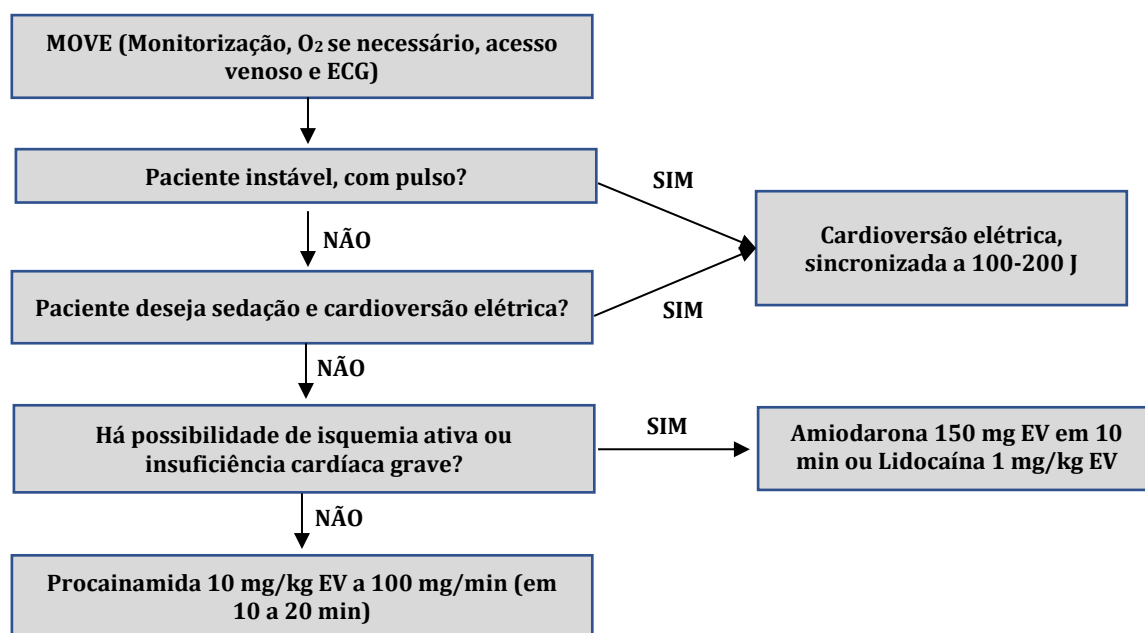 MOVE (Monitorização, O₂ se necessário, acesso
venoso e ECG)
Paciente instável, com pulso?
SIM
Cardioversão elétrica,
sincronizada a 100-200 J
NÃO
Paciente deseja sedação e cardioversão elétrica?
SIM
NÃO
Há possibilidade de isquemia ativa ou
insuficiência cardíaca grave?
SIM
Amiodarona 150 mg EV em 10
min ou Lidocaína 1 mg/kg EV
NÃO
Procainamida 10 mg/kg EV a 100 mg/min (em
10 a 20 min)